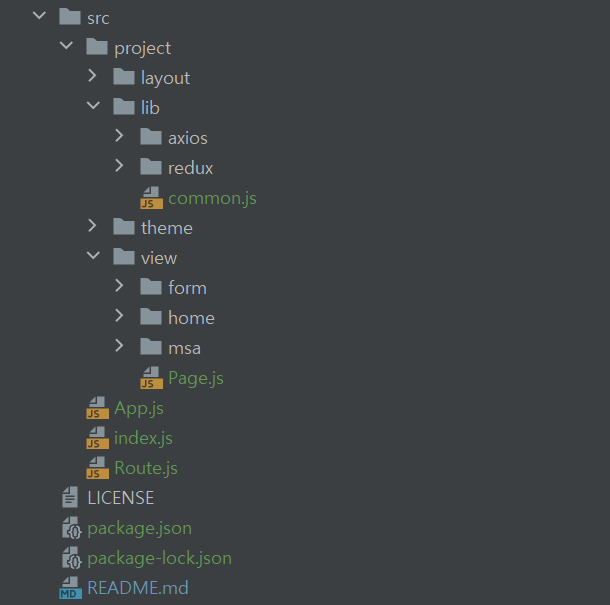 src
project
layout
lib
axios
redux
JS common.js
theme
view
form
home
msa
JS Page.js
JS App.js
JS index.js
JS Route.js
LICENSE
package.json
package-lock.json
MD README.md